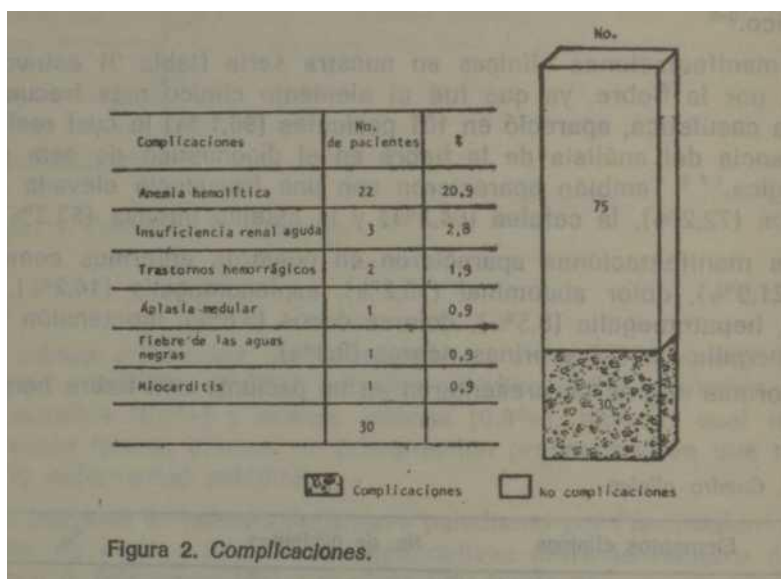 No.
Complicaciones No. de pacientes %
Anemia hemolítica 22 20,9
Insuficiencia renal aguda 3 2,8
Trastornos hemorrágicos 2 1,9
Aplasia medular 1 0,9
Fiebre de las aguas negras 1 0,9
Miocarditis 1 0,9
30
75
30
Complicaciones No complicaciones
Figura 2. Complicaciones.